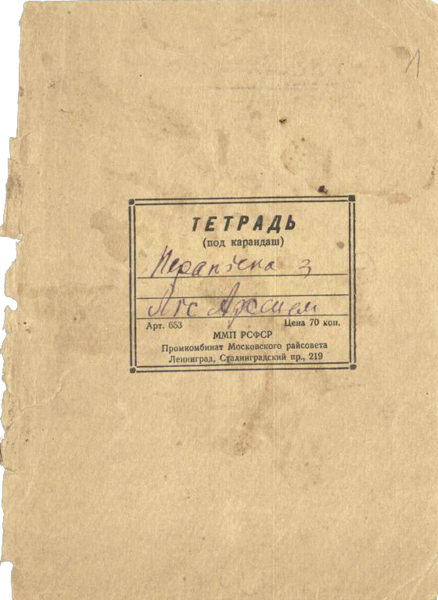 1
ТЕТРАДЬ
(под карандаш)
Перапіска з
Арт. 653 Цена 70 коп.
ММП РСФСР
Промкомбинат Московского райсовета
Ленинград, Сталинградский пр., 219